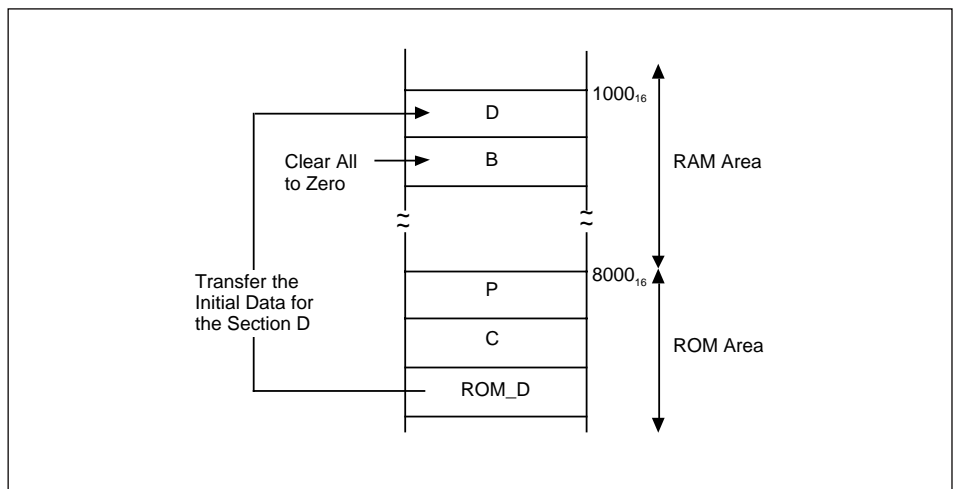 1000₁₆
D
Clear All
to Zero
B
RAM Area
8000₁₆
Transfer the
Initial Data for
the Section D
P
C
ROM Area
ROM_D